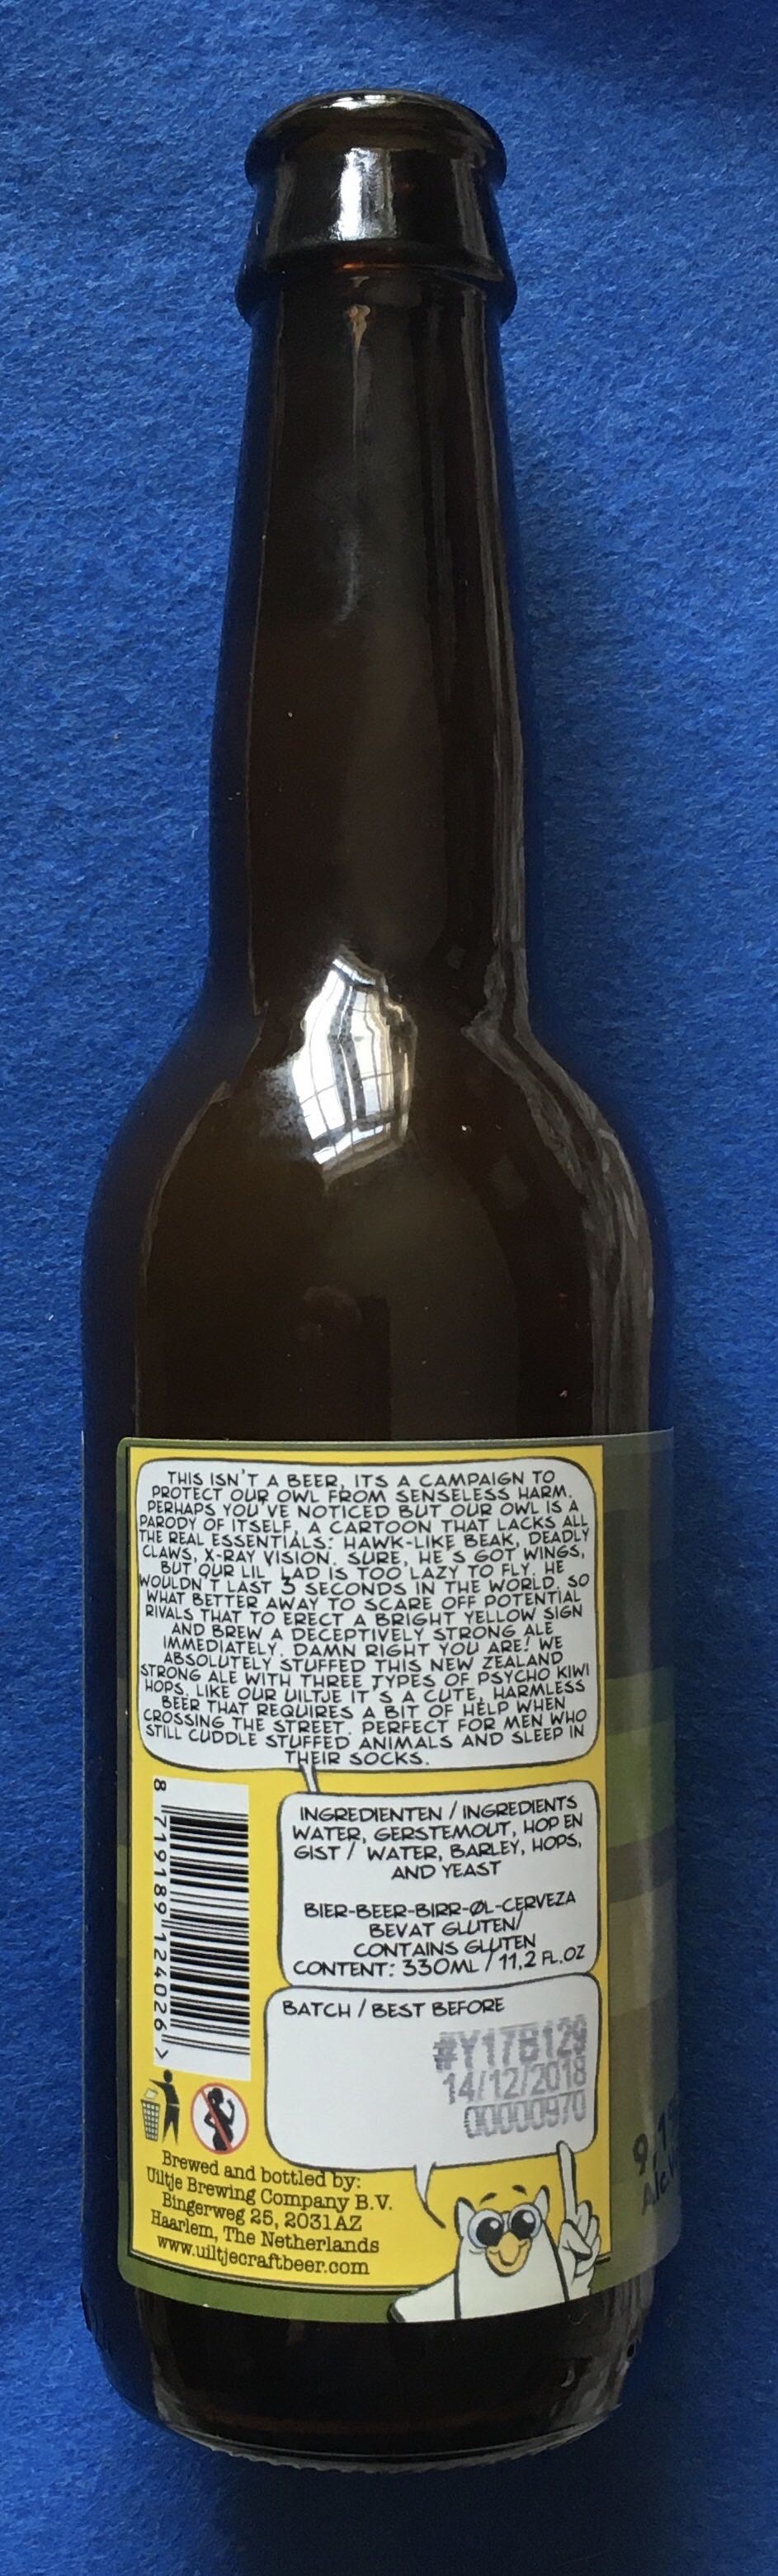 THIS ISN'T A BEER, ITS A CAMPAIGN TO
PROTECT OUR OWL FROM SENSELESS HARM.
PERHAPS YOU'VE NOTICED BUT OUR OWL IS A
PARODY OF ITSELF, A CARTOON THAT LACKS ALL
THE REAL ESSENTIALS: HAWK-LIKE BEAK, DEADLY
CLAWS, X-RAY VISION. SURE, HE'S GOT WINGS,
BUT OUR LIL' LAD IS TOO LAZY TO FLY. HE
WOULDN'T LAST 3 SECONDS IN THE WORLD. SO
WHAT BETTER AWAY TO SCARE OFF POTENTIAL
RIVALS THAT TO ERECT A BRIGHT YELLOW SIGN
AND BREW A DECEPTIVELY STRONG ALE
IMMEDIATELY. DAMN RIGHT YOU ARE! WE
ABSOLUTELY STUFFED THIS NEW ZEALAND
STRONG ALE WITH THREE TYPES OF PSYCHO KIWI
HOPS. LIKE OUR UILTJE IT'S A CUTE, HARMLESS
BEER THAT REQUIRES A BIT OF HELP WHEN
CROSSING THE STREET. PERFECT FOR MEN WHO
STILL CUDDLE STUFFED ANIMALS AND SLEEP IN
THEIR SOCKS.
8 719189 124026 >
INGREDIENTEN / INGREDIENTS
WATER, GERSTEMOUT, HOP EN
GIST / WATER, BARLEY, HOPS,
AND YEAST
BIER-BEER-BIRR-ØL-CERVEZA
BEVAT GLUTEN/
CONTAINS GLUTEN
CONTENT: 330ML / 11,2 FL.OZ
BATCH / BEST BEFORE
#Y17B129
14/12/2018
00000970
Brewed and bottled by:
Uiltje Brewing Company B.V.
Bingerweg 25, 2031AZ
Haarlem, The Netherlands
www.uiltjecraftbeer.com